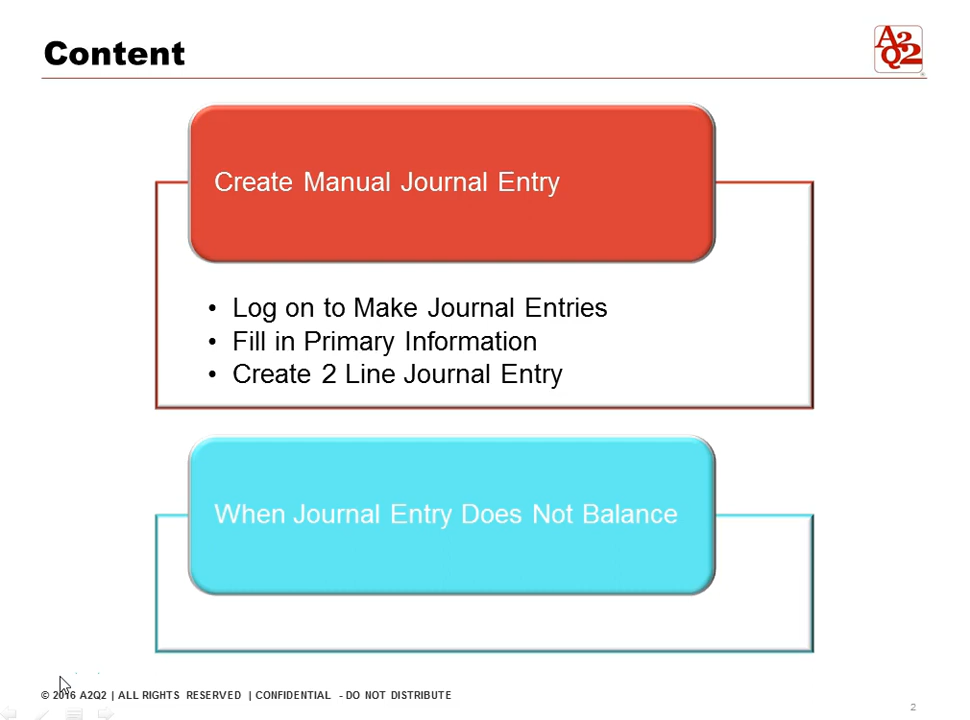 Content
A2Q2
Create Manual Journal Entry
• Log on to Make Journal Entries
• Fill in Primary Information
• Create 2 Line Journal Entry
When Journal Entry Does Not Balance
© 2016 A2Q2 | ALL RIGHTS RESERVED | CONFIDENTIAL - DO NOT DISTRIBUTE
2